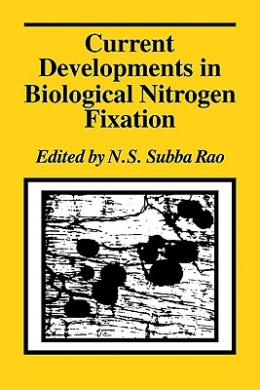 Current
Developments in
Biological Nitrogen
Fixation
Edited by N.S. Subba Rao